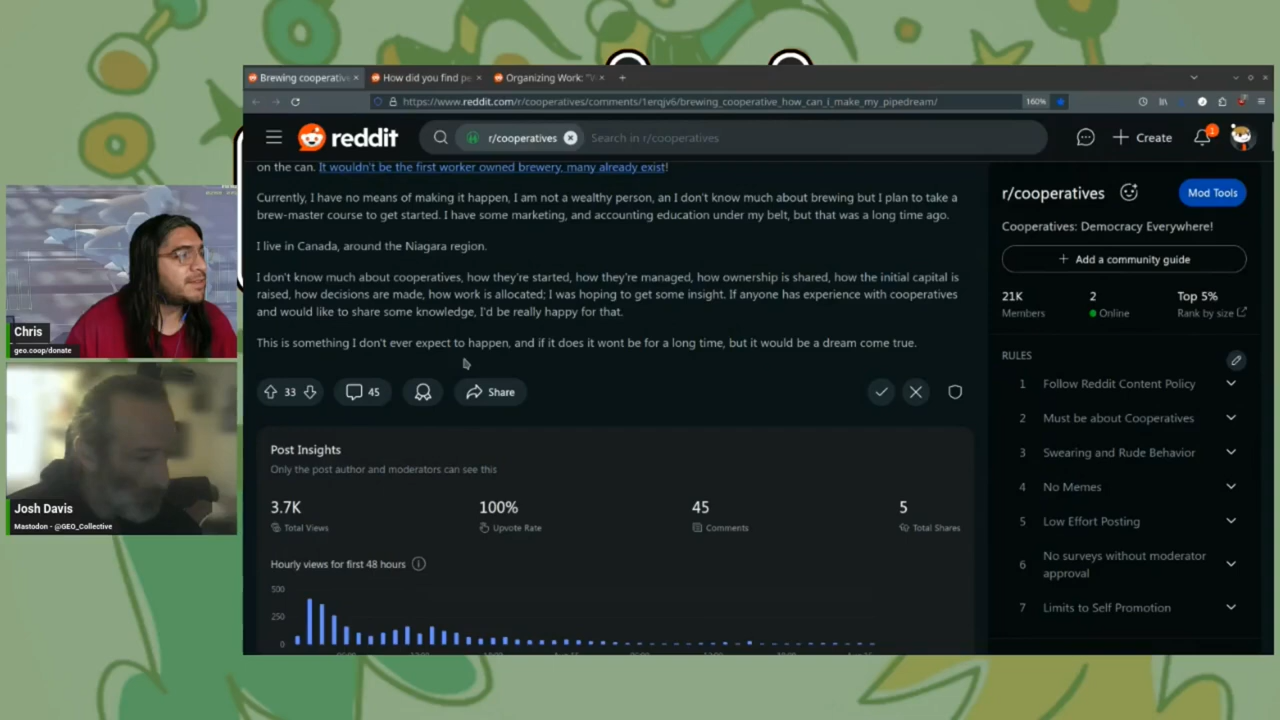 Brewing cooperativ
How did you find pe
Organizing Work: "
https://www.reddit.com/r/cooperatives/comments/1erqjv6/brewing_cooperative_how_can_i_make_my_pipedream/
160%
reddit
r/cooperatives
Search in r/cooperatives
Create
1
on the can. It wouldn't be the first worker owned brewery, many already exist!
Currently, I have no means of making it happen, I am not a wealthy person, an I don't know much about brewing but I plan to take a
brew-master course to get started. I have some marketing, and accounting education under my belt, but that was a long time ago.
I live in Canada, around the Niagara region.
I don't know much about cooperatives, how they're started, how they're managed, how ownership is shared, how the initial capital is
raised, how decisions are made, how work is allocated; I was hoping to get some insight. If anyone has experience with cooperatives
and would like to share some knowledge, I'd be really happy for that.
This is something I don't ever expect to happen, and if it does it wont be for a long time, but it would be a dream come true.
33
45
Share
Post Insights
Only the post author and moderators can see this
3.7K
100%
45
5
Total Views
Upvote Rate
Comments
Total Shares
Hourly views for first 48 hours
500
250
0
r/cooperatives
Mod Tools
Cooperatives: Democracy Everywhere!
Add a community guide
21K
2
Top 5%
Members
Online
Rank by size
RULES
1 Follow Reddit Content Policy
2 Must be about Cooperatives
3 Swearing and Rude Behavior
4 No Memes
5 Low Effort Posting
6 No surveys without moderator
approval
7 Limits to Self Promotion
Chris
geo.coop/donate
Josh Davis
Mastodon - @GEO_Collective